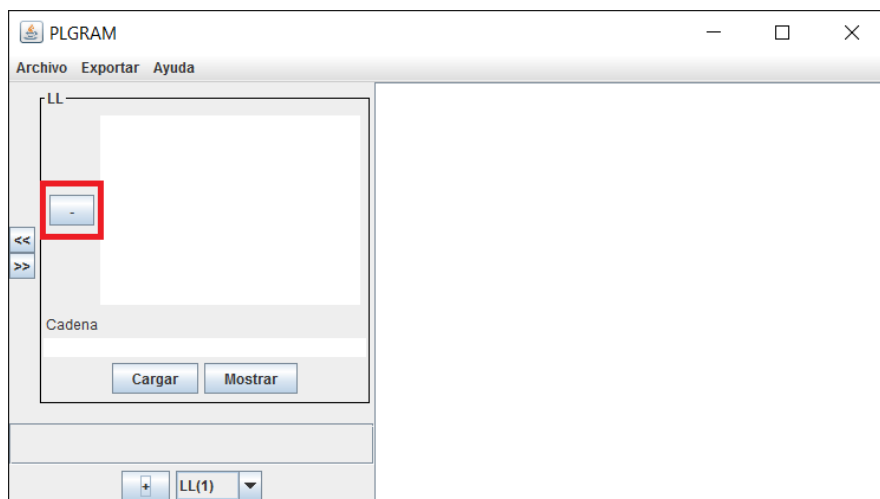 PLGRAM
Archivo Exportar Ayuda
LL
-
<<
>>
Cadena
Cargar Mostrar
+ LL(1)